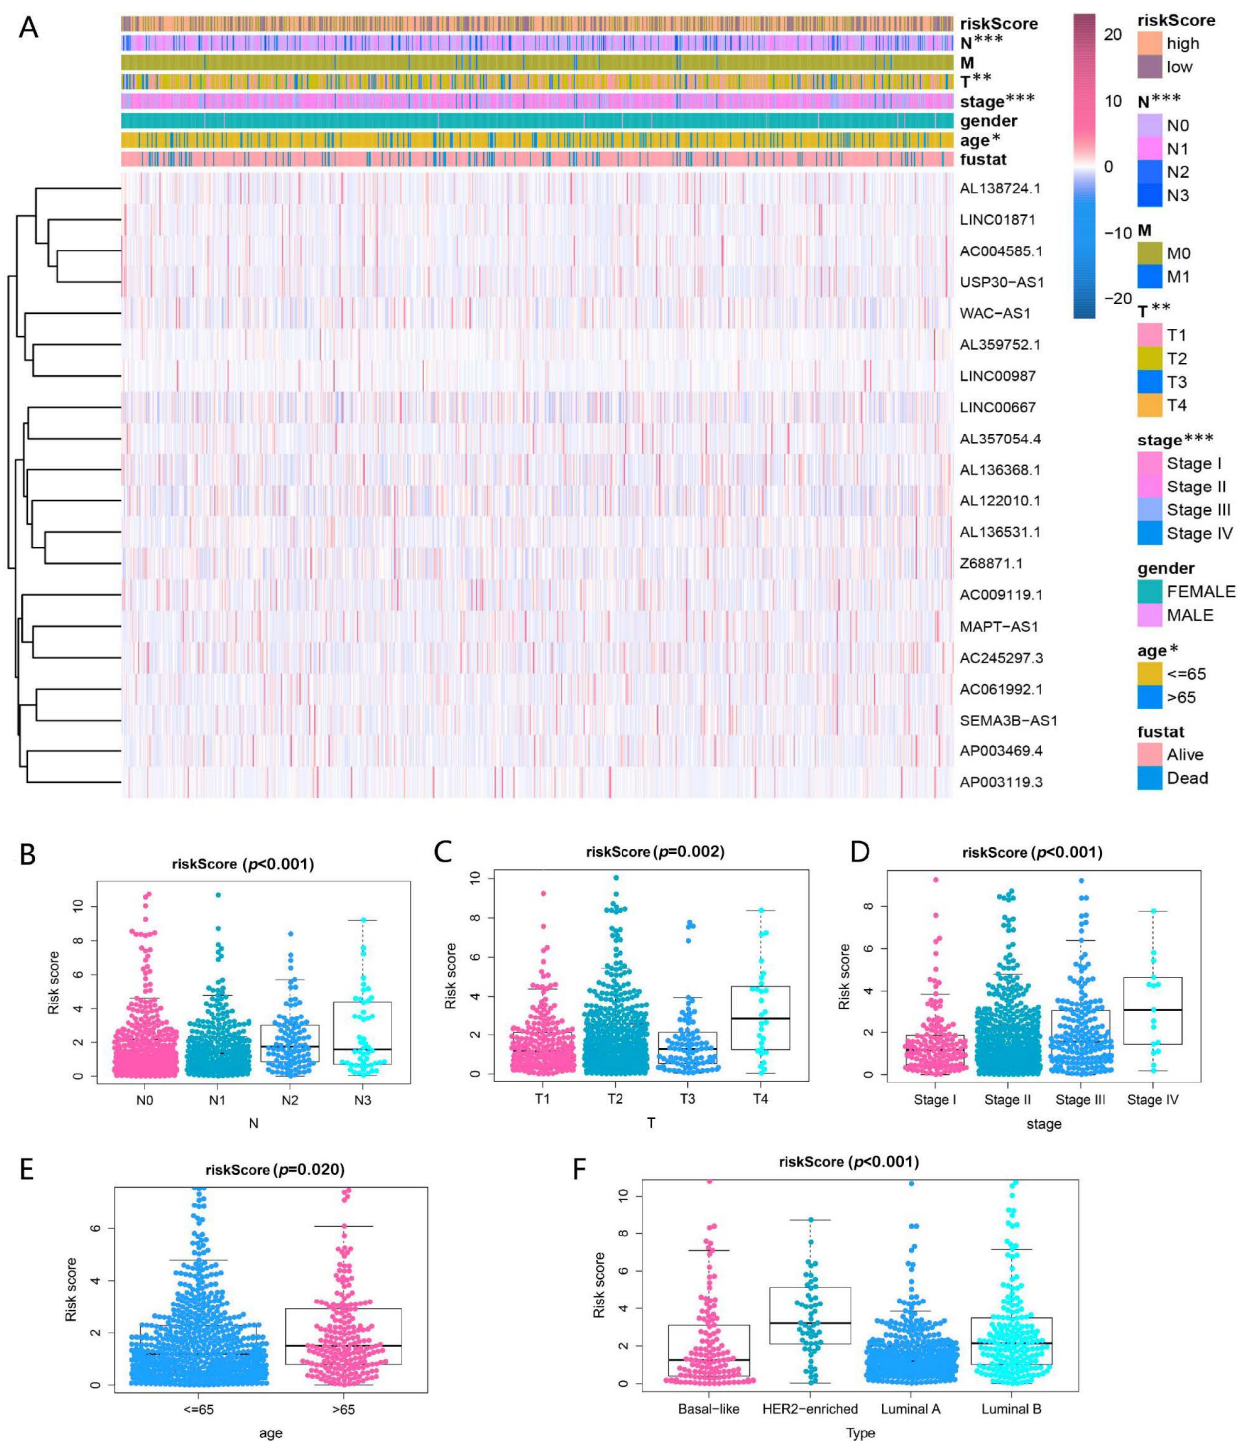 A
riskScore
N***
M
T**
stage***
gender
age*
fustat
AL138724.1
LINC01871
AC004585.1
USP30−AS1
WAC−AS1
AL359752.1
LINC00987
LINC00667
AL357054.4
AL136368.1
AL122010.1
AL136531.1
Z68871.1
AC009119.1
MAPT−AS1
AC245297.3
AC061992.1
SEMA3B−AS1
AP003469.4
AP003119.3
20
10
0
−10
−20
riskScore
high
low
N***
N0
N1
N2
N3
M
M0
M1
T**
T1
T2
T3
T4
stage***
Stage I
Stage II
Stage III
Stage IV
gender
FEMALE
MALE
age*
<=65
>65
fustat
Alive
Dead
B
riskScore (p<0.001)
Risk score
10
8
6
4
2
0
N0 N1 N2 N3
N
C
riskScore (p=0.002)
Risk score
10
8
6
4
2
0
T1 T2 T3 T4
T
D
riskScore (p<0.001)
Risk score
8
6
4
2
0
Stage I Stage II Stage III Stage IV
stage
E
riskScore (p=0.020)
Risk score
6
4
2
0
<=65 >65
age
F
riskScore (p<0.001)
Risk score
10
8
6
4
2
0
Basal−like HER2−enriched Luminal A Luminal B
Type